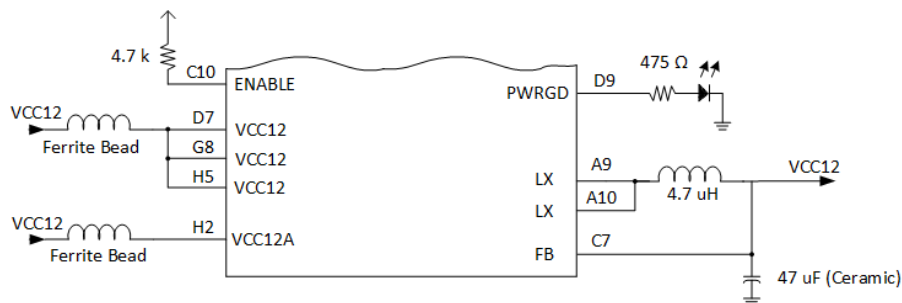 4.7 k
C10
ENABLE
VCC12
Ferrite Bead
D7
VCC12
G8
VCC12
H5
VCC12
VCC12
Ferrite Bead
H2
VCC12A
PWRGD
D9
475 Ω
LX
A9
LX
A10
4.7 uH
VCC12
FB
C7
47 uF (Ceramic)